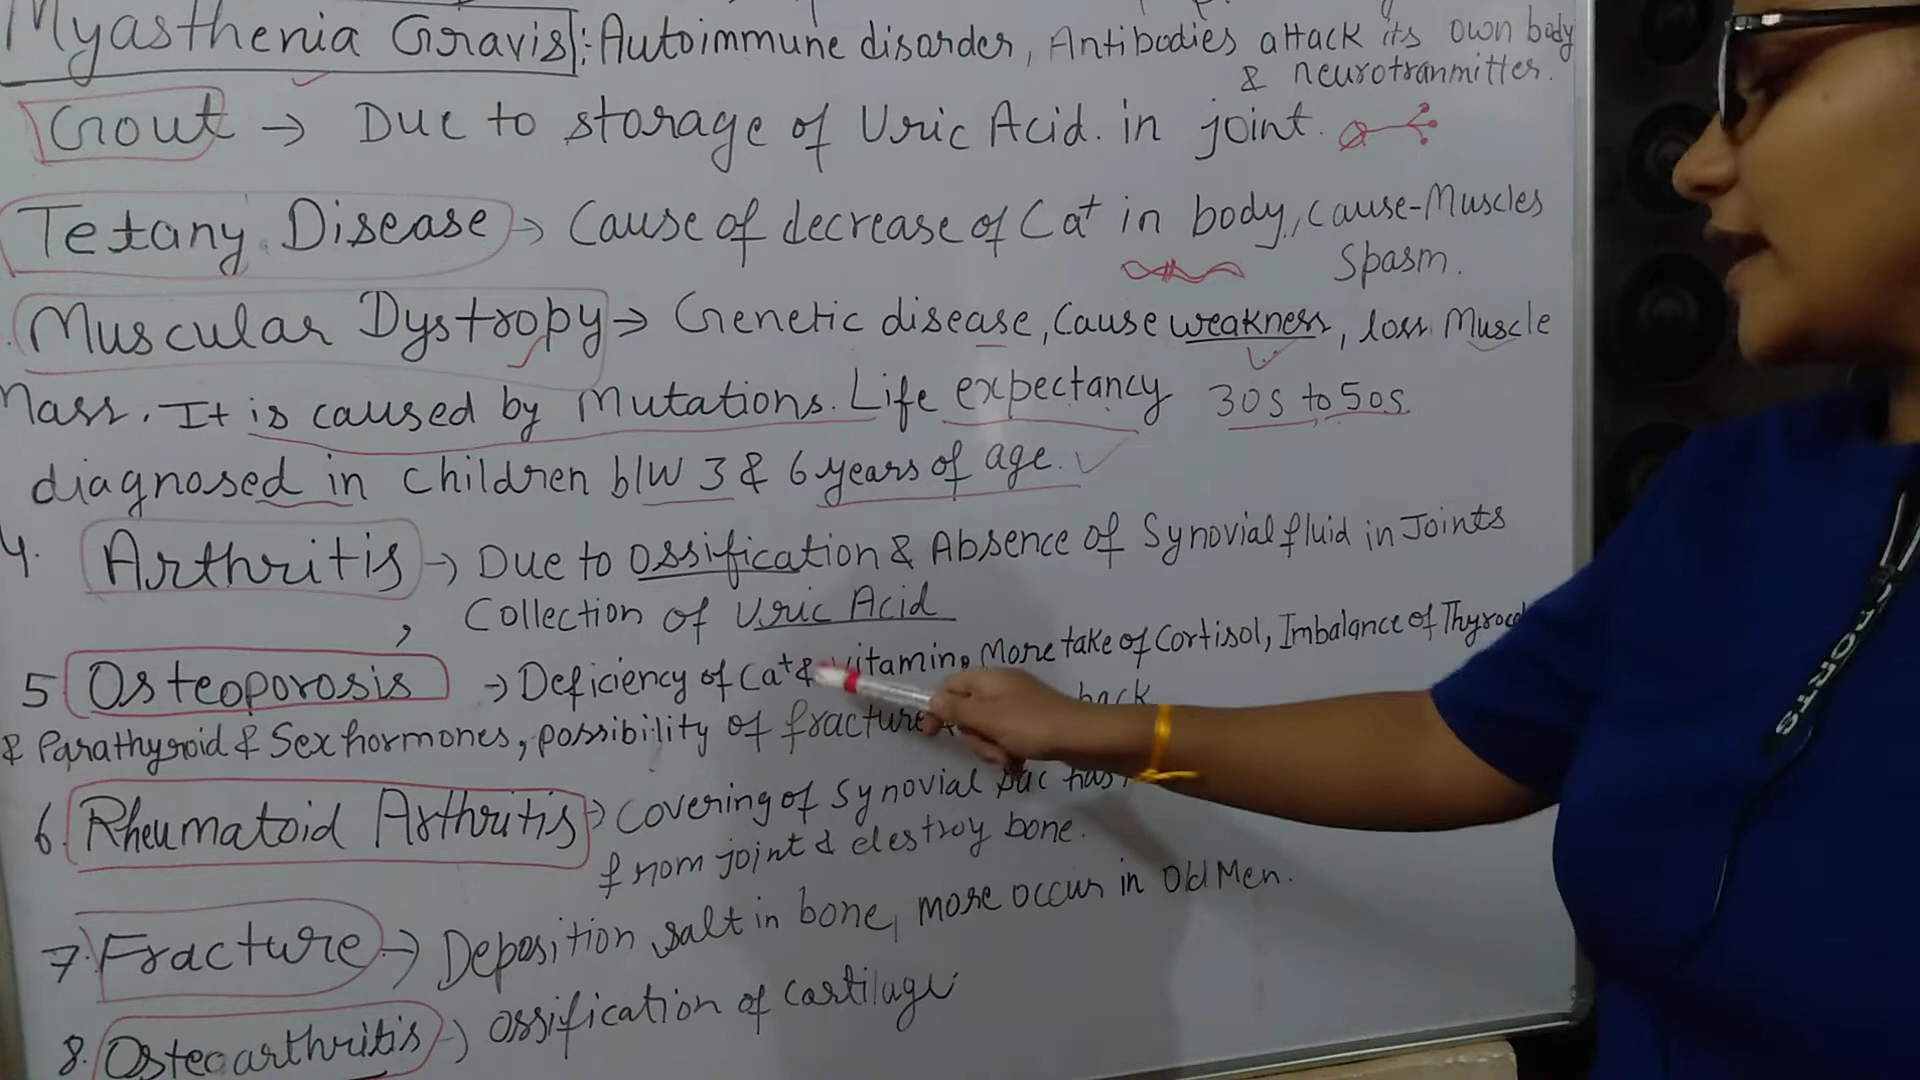 Myasthenia Gravis: Autoimmune disorder, Antibodies attack its own body
& neurotranmitter.
Gout → Due to storage of Uric Acid. in joint.
Tetany Disease → Cause of decrease of Ca+ in body, cause-Muscles
Spasm.
Muscular Dystropy → Genetic disease, Cause weakness, loss Muscle
Mass. It is caused by Mutations. Life expectancy 30s to 50s
diagnosed in children b/w 3 & 6 years of age.
4. Arthritis → Due to Ossification & Absence of Synovial fluid in Joints
, Collection of Uric Acid
5 Osteoporosis → Deficiency of Ca+ & vitamin, More take of Cortisol, Imbalance of
& Parathyroid & Sex hormones, possibility of fracture back
6. Rheumatoid Arthritis → Covering of Synovial sac has
from joint & destroy bone.
7. Fracture → Deposition salt in bone, more occur in Old Men.
8. Osteoarthritis → Ossification of cartilage
PORTS